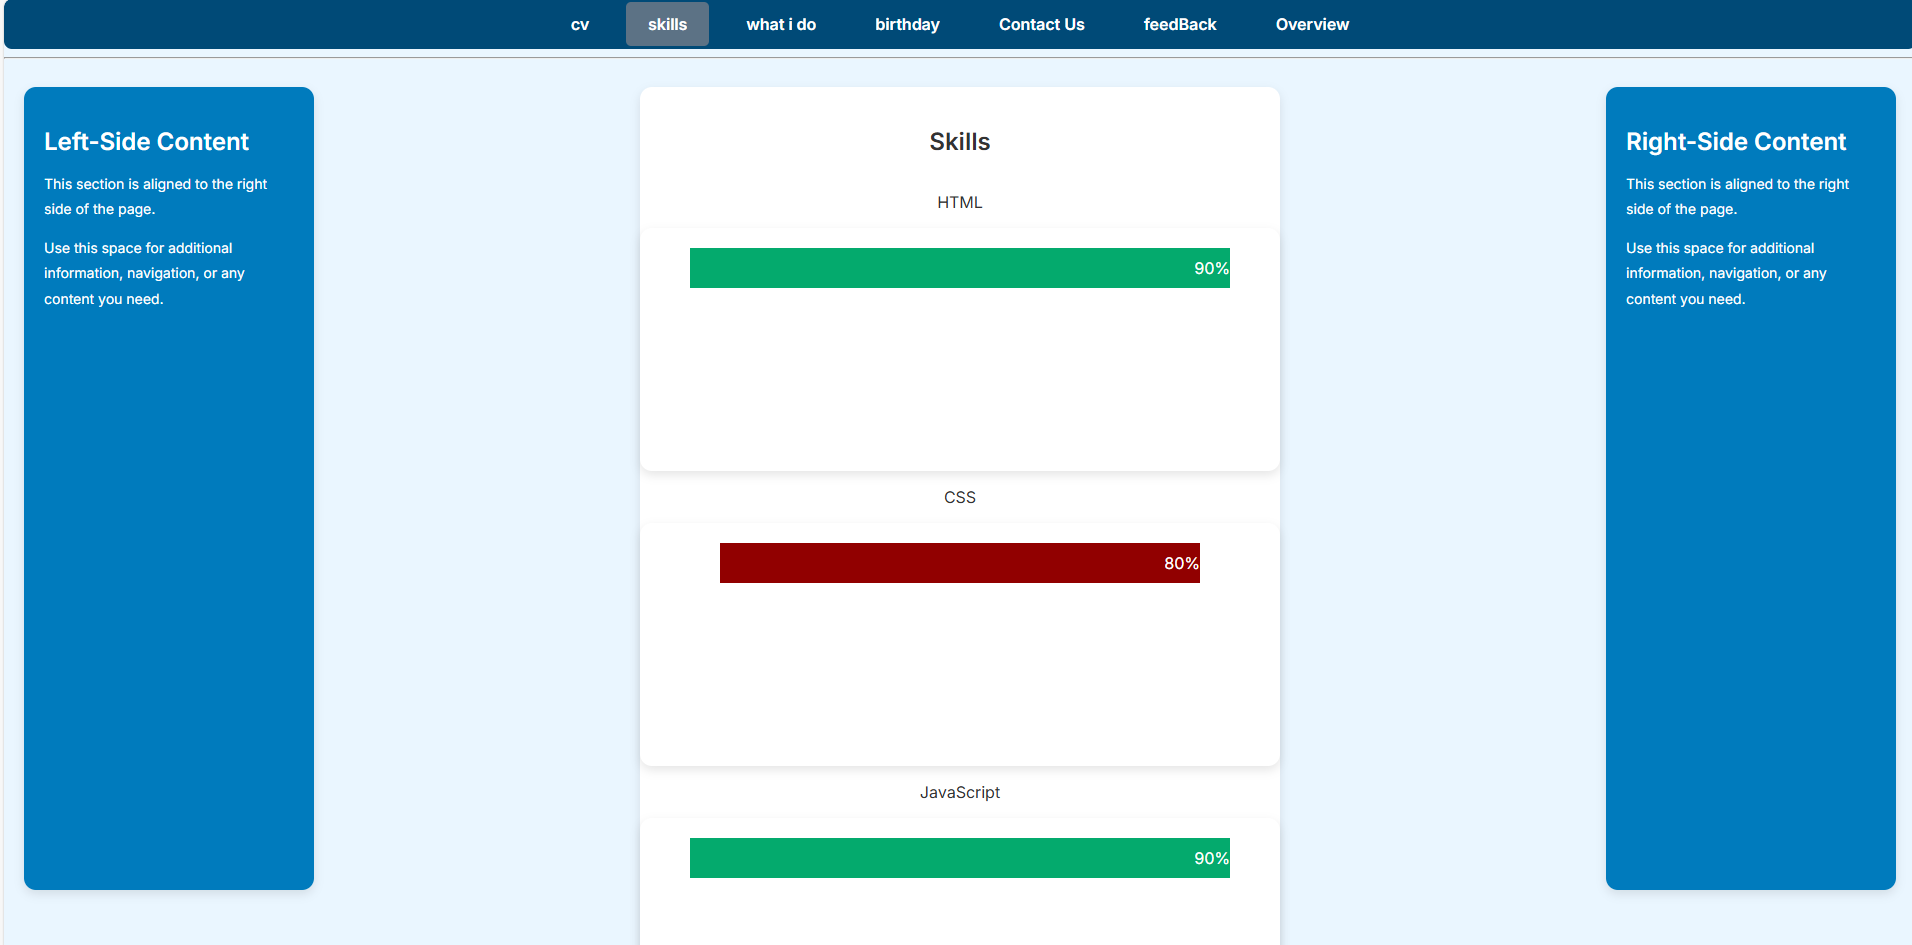 cv skills what i do birthday Contact Us feedBack Overview
Left-Side Content
This section is aligned to the right
side of the page.
Use this space for additional
information, navigation, or any
content you need.
Skills
HTML
90%
CSS
80%
JavaScript
90%
Right-Side Content
This section is aligned to the right
side of the page.
Use this space for additional
information, navigation, or any
content you need.